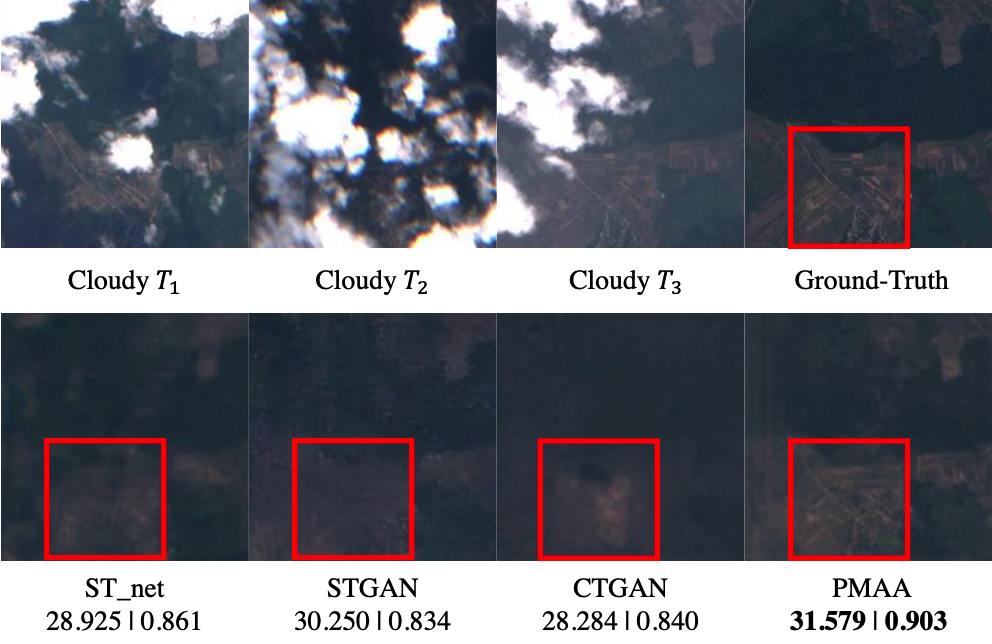 Cloudy T₁ Cloudy T₂ Cloudy T₃ Ground-Truth
ST_net STGAN CTGAN PMAA
28.925 | 0.861 30.250 | 0.834 28.284 | 0.840 31.579 | 0.903